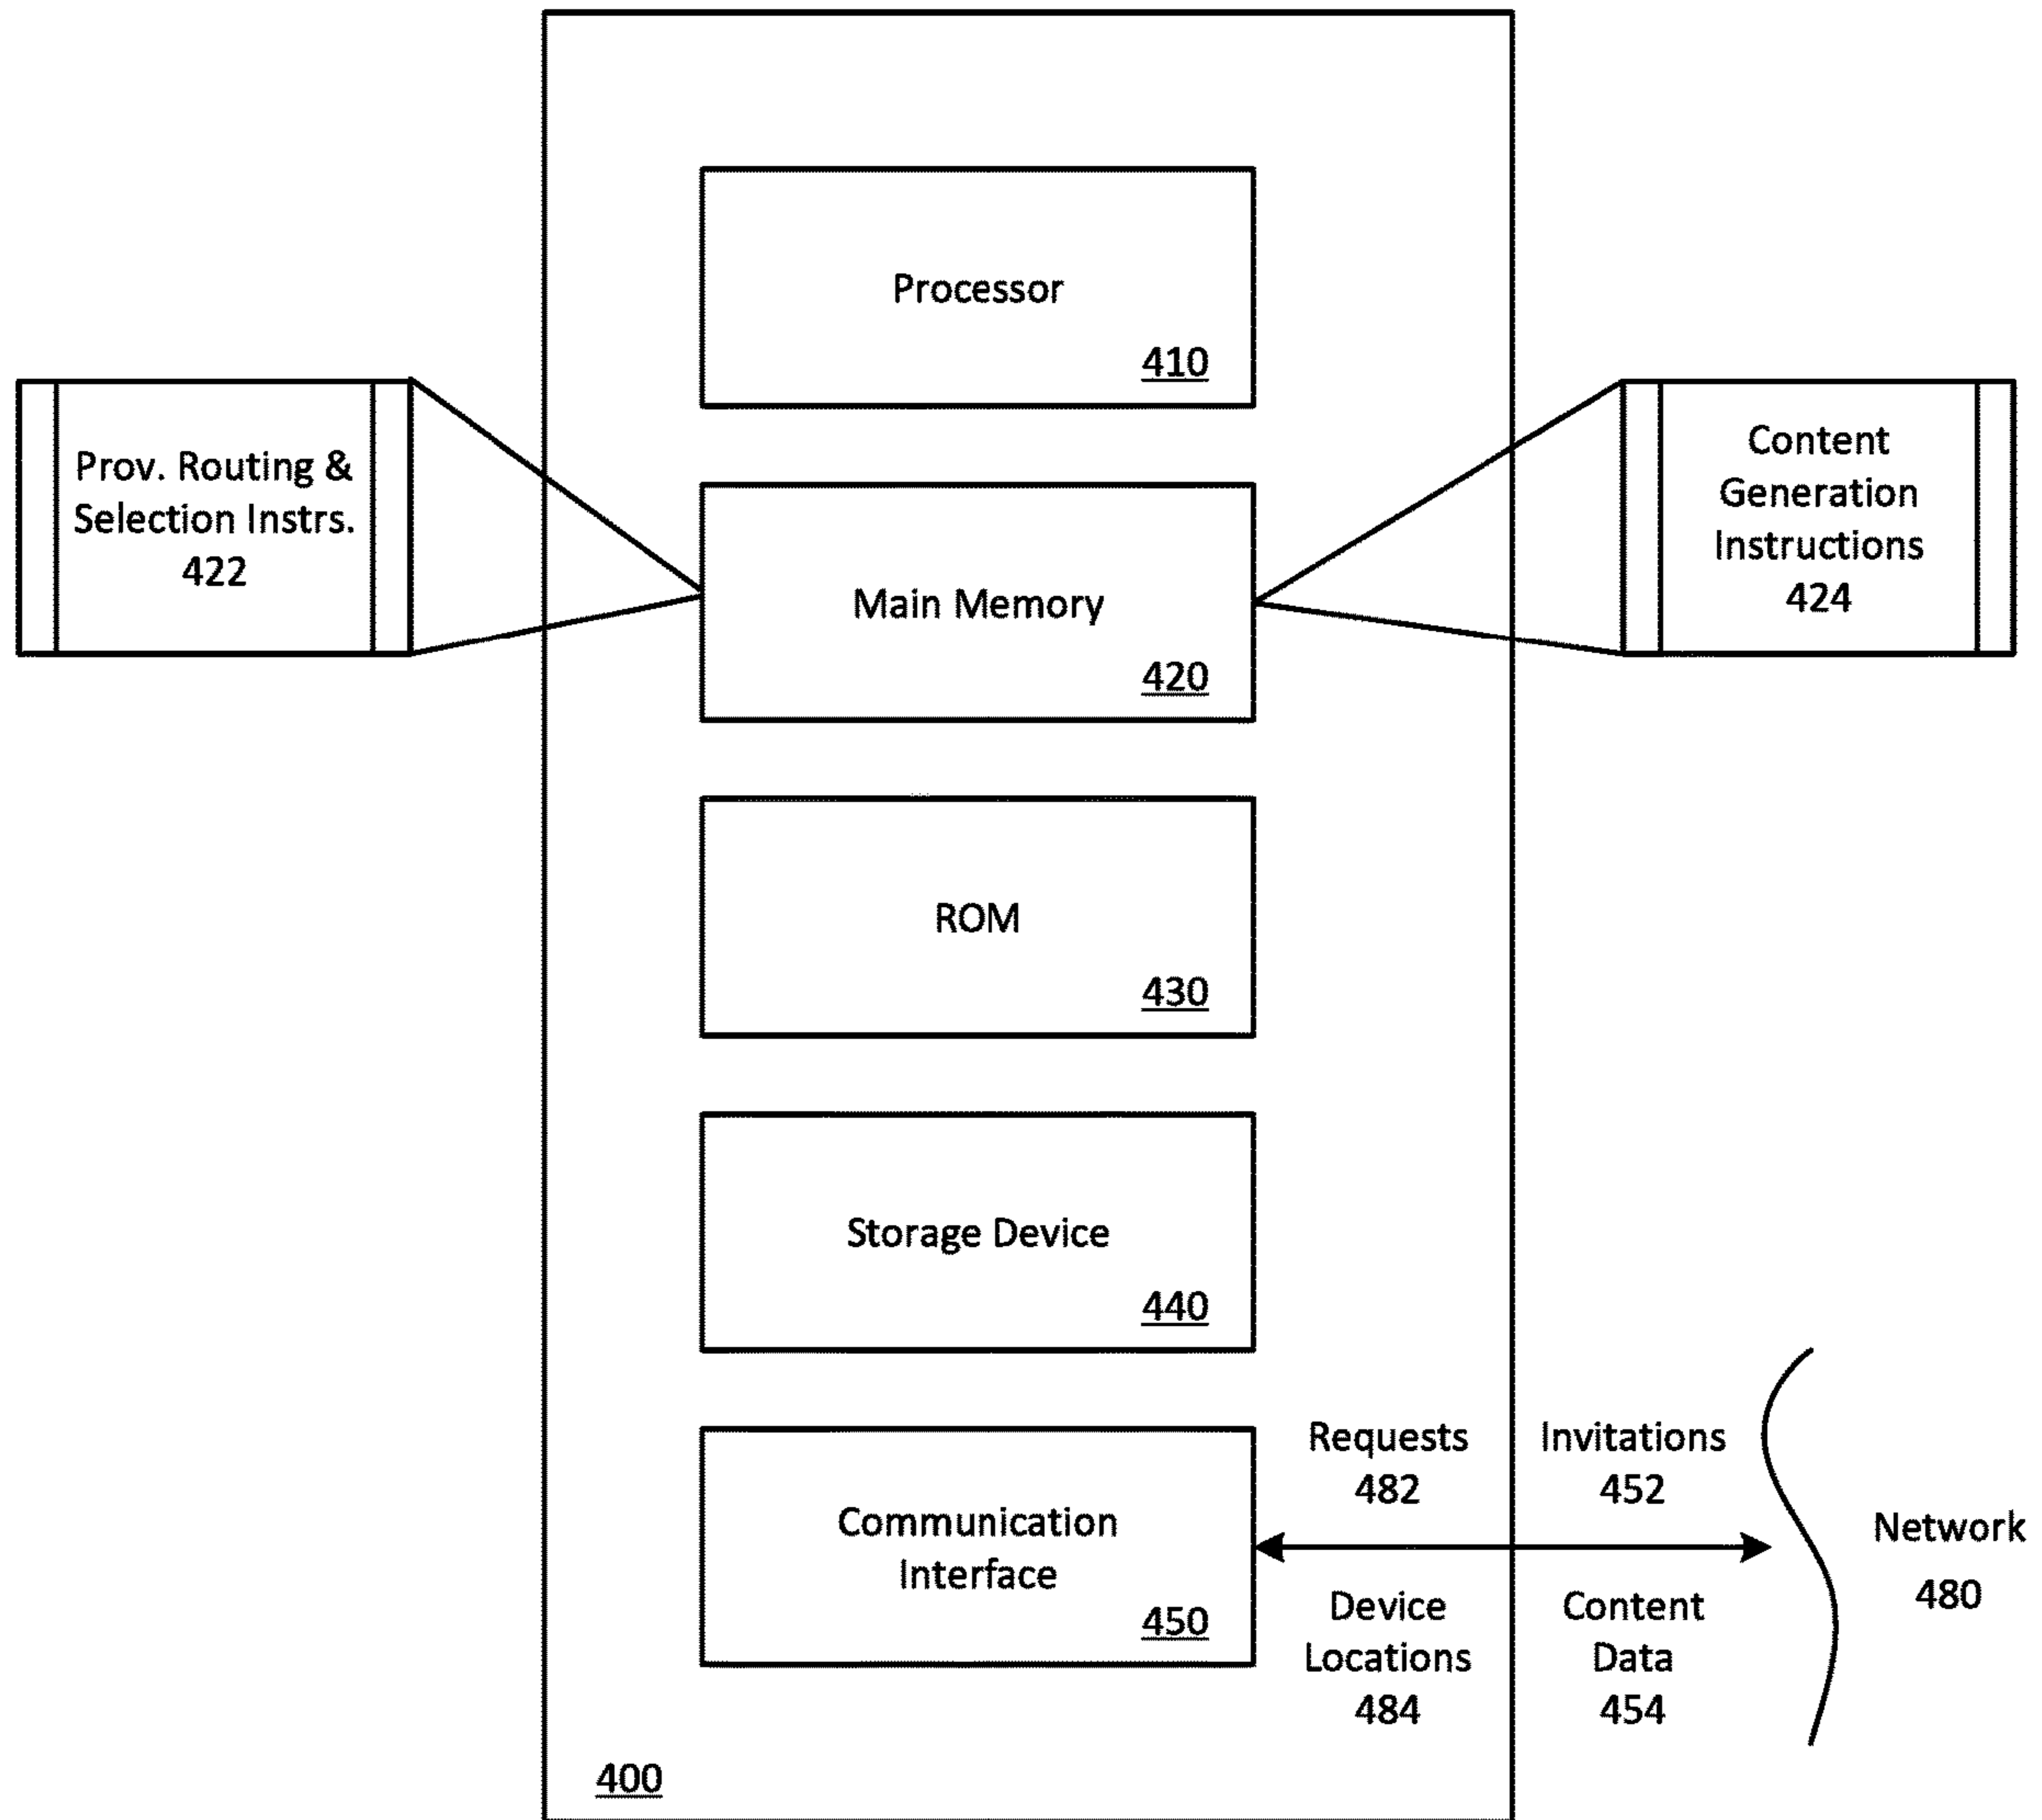 Processor
410
Prov. Routing &
Selection Instrs.
422
Main Memory
420
Content
Generation
Instructions
424
ROM
430
Storage Device
440
Communication
Interface
450
Requests
482
Invitations
452
Device
Locations
484
Content
Data
454
Network
480
400